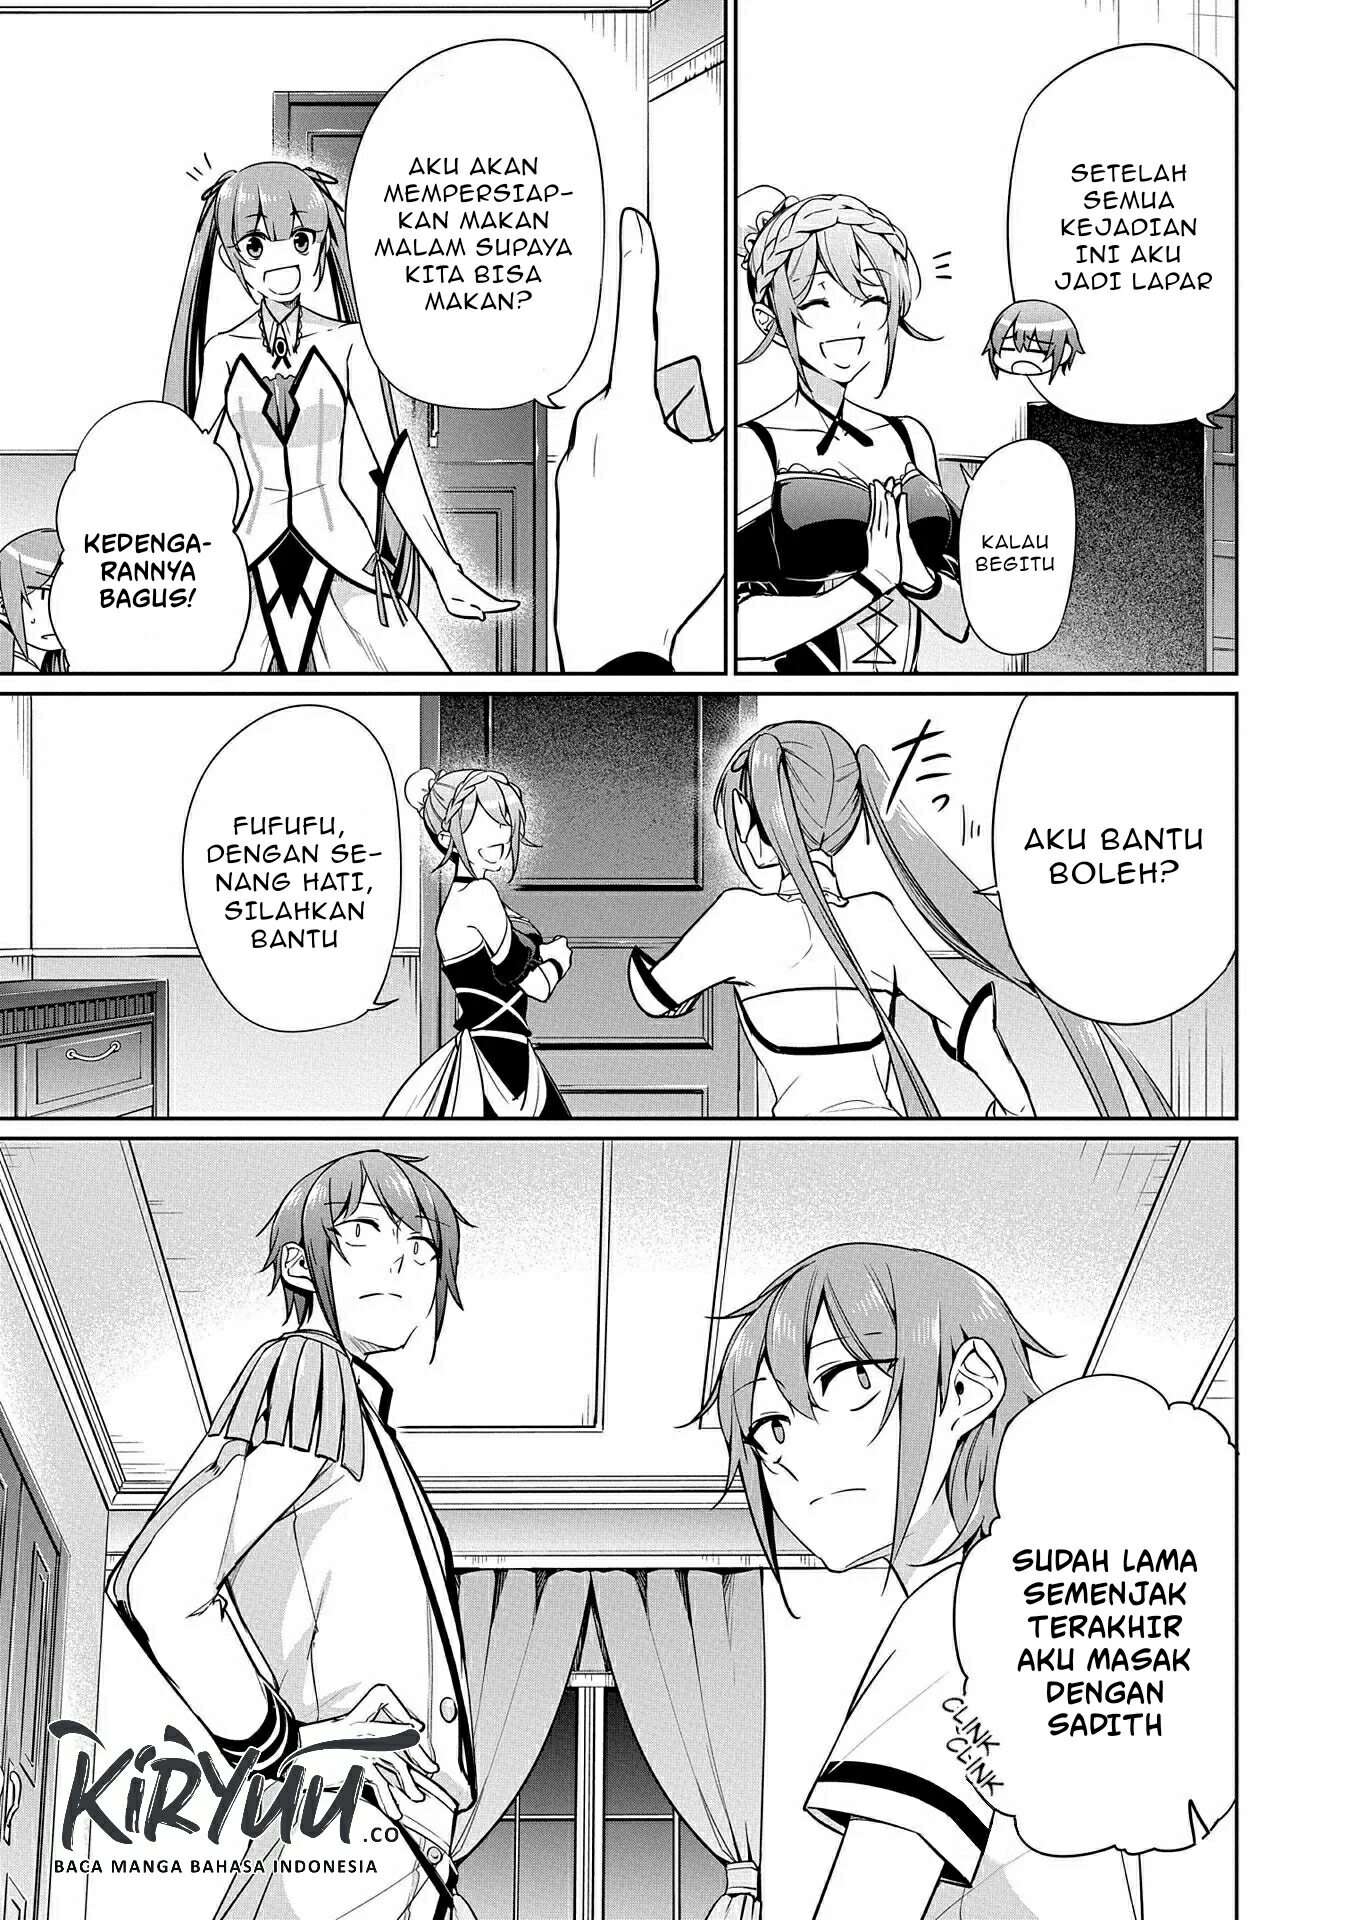 SETELAH
SEMUA
KEJADIAN
INI AKU
JADI LAPAR
KALAU
BEGITU
AKU AKAN
MEMPERSIAP-
KAN MAKAN
MALAM SUPAYA
KITA BISA
MAKAN?
KEDENGA-
RANNYA
BAGUS!
AKU BANTU
BOLEH?
FUFUFU,
DENGAN SE-
NANG HATI,
SILAHKAN
BANTU
SUDAH LAMA
SEMENJAK
TERAKHIR
AKU MASAK
DENGAN
SADITH
CLINK
CLINK
KiRYUU.CO
BACA MANGA BAHASA INDONESIA